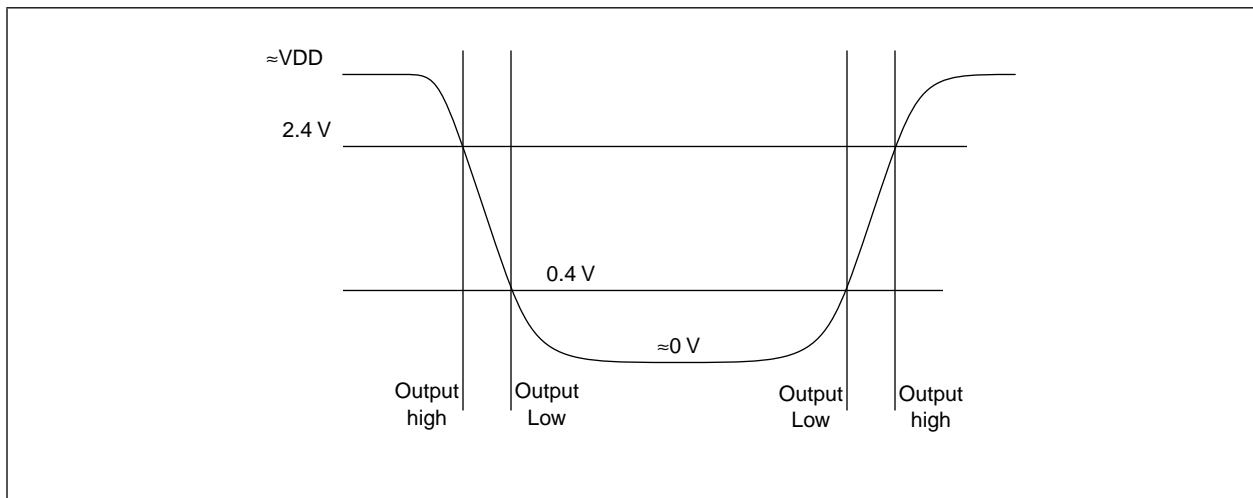 ≈VDD
2.4 V
0.4 V
≈0 V
Output
high
Output
Low
Output
Low
Output
high